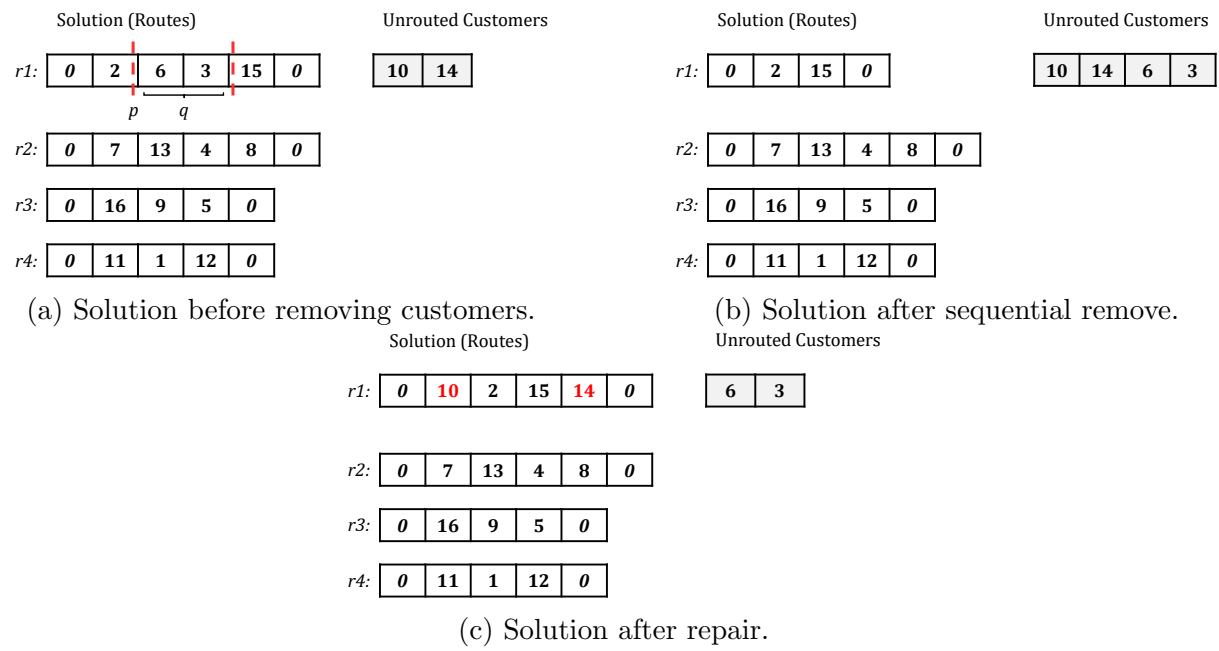 Solution (Routes) Unrouted Customers
r1: 0 2 6 3 15 0 10 14
p q
r2: 0 7 13 4 8 0
r3: 0 16 9 5 0
r4: 0 11 1 12 0
(a) Solution before removing customers.
Solution (Routes) Unrouted Customers
r1: 0 2 15 0 10 14 6 3
r2: 0 7 13 4 8 0
r3: 0 16 9 5 0
r4: 0 11 1 12 0
(b) Solution after sequential remove.
Solution (Routes) Unrouted Customers
r1: 0 10 2 15 14 0 6 3
r2: 0 7 13 4 8 0
r3: 0 16 9 5 0
r4: 0 11 1 12 0
(c) Solution after repair.